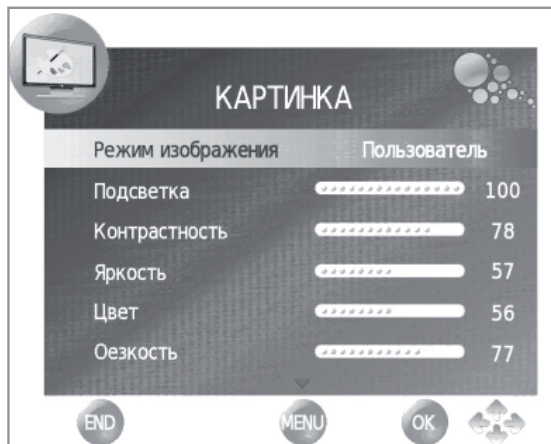 КАРТИНКА
Режим изображения Пользователь
Подсветка 100
Контрастность 78
Яркость 57
Цвет 56
Оезкость 77
END MENU OK